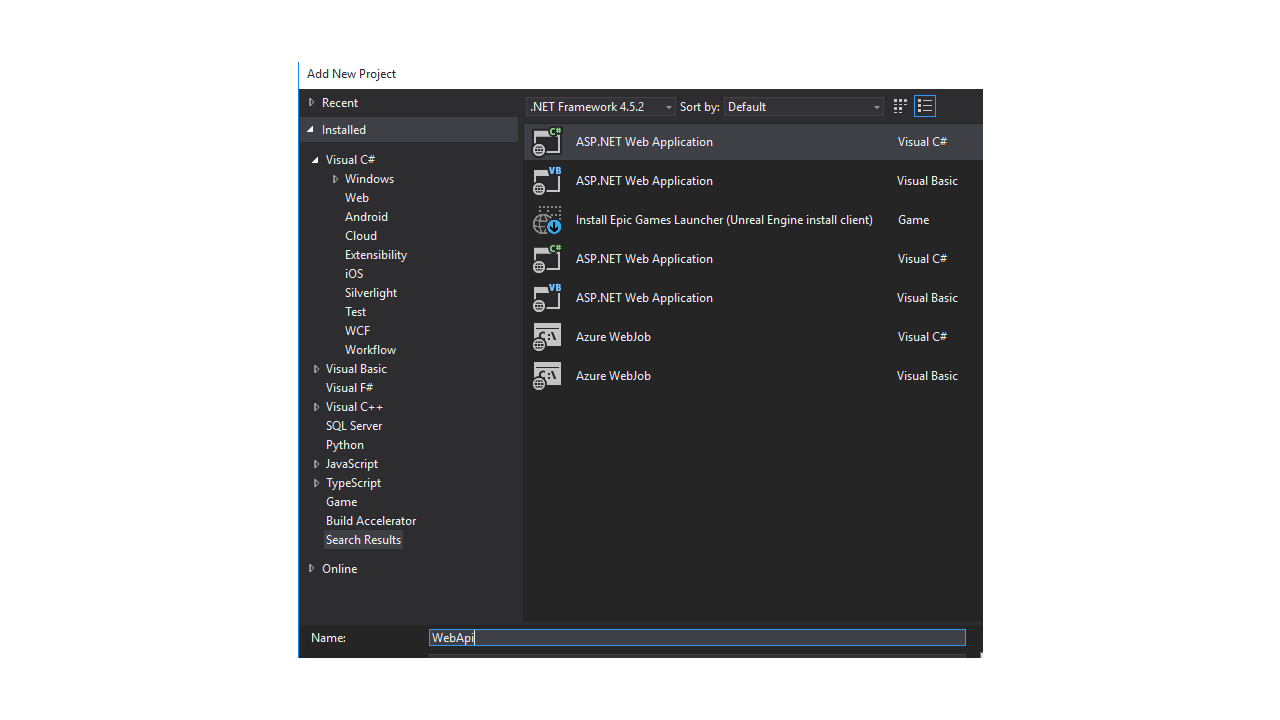 Add New Project
Recent
Installed
Visual C#
Windows
Web
Android
Cloud
Extensibility
iOS
Silverlight
Test
WCF
Workflow
Visual Basic
Visual F#
Visual C++
SQL Server
Python
JavaScript
TypeScript
Game
Build Accelerator
Search Results
Online
.NET Framework 4.5.2 Sort by: Default
C# ASP.NET Web Application Visual C#
VB ASP.NET Web Application Visual Basic
Install Epic Games Launcher (Unreal Engine install client) Game
C# ASP.NET Web Application Visual C#
VB ASP.NET Web Application Visual Basic
C:\ Azure WebJob Visual C#
C:\ Azure WebJob Visual Basic
Name: WebApi